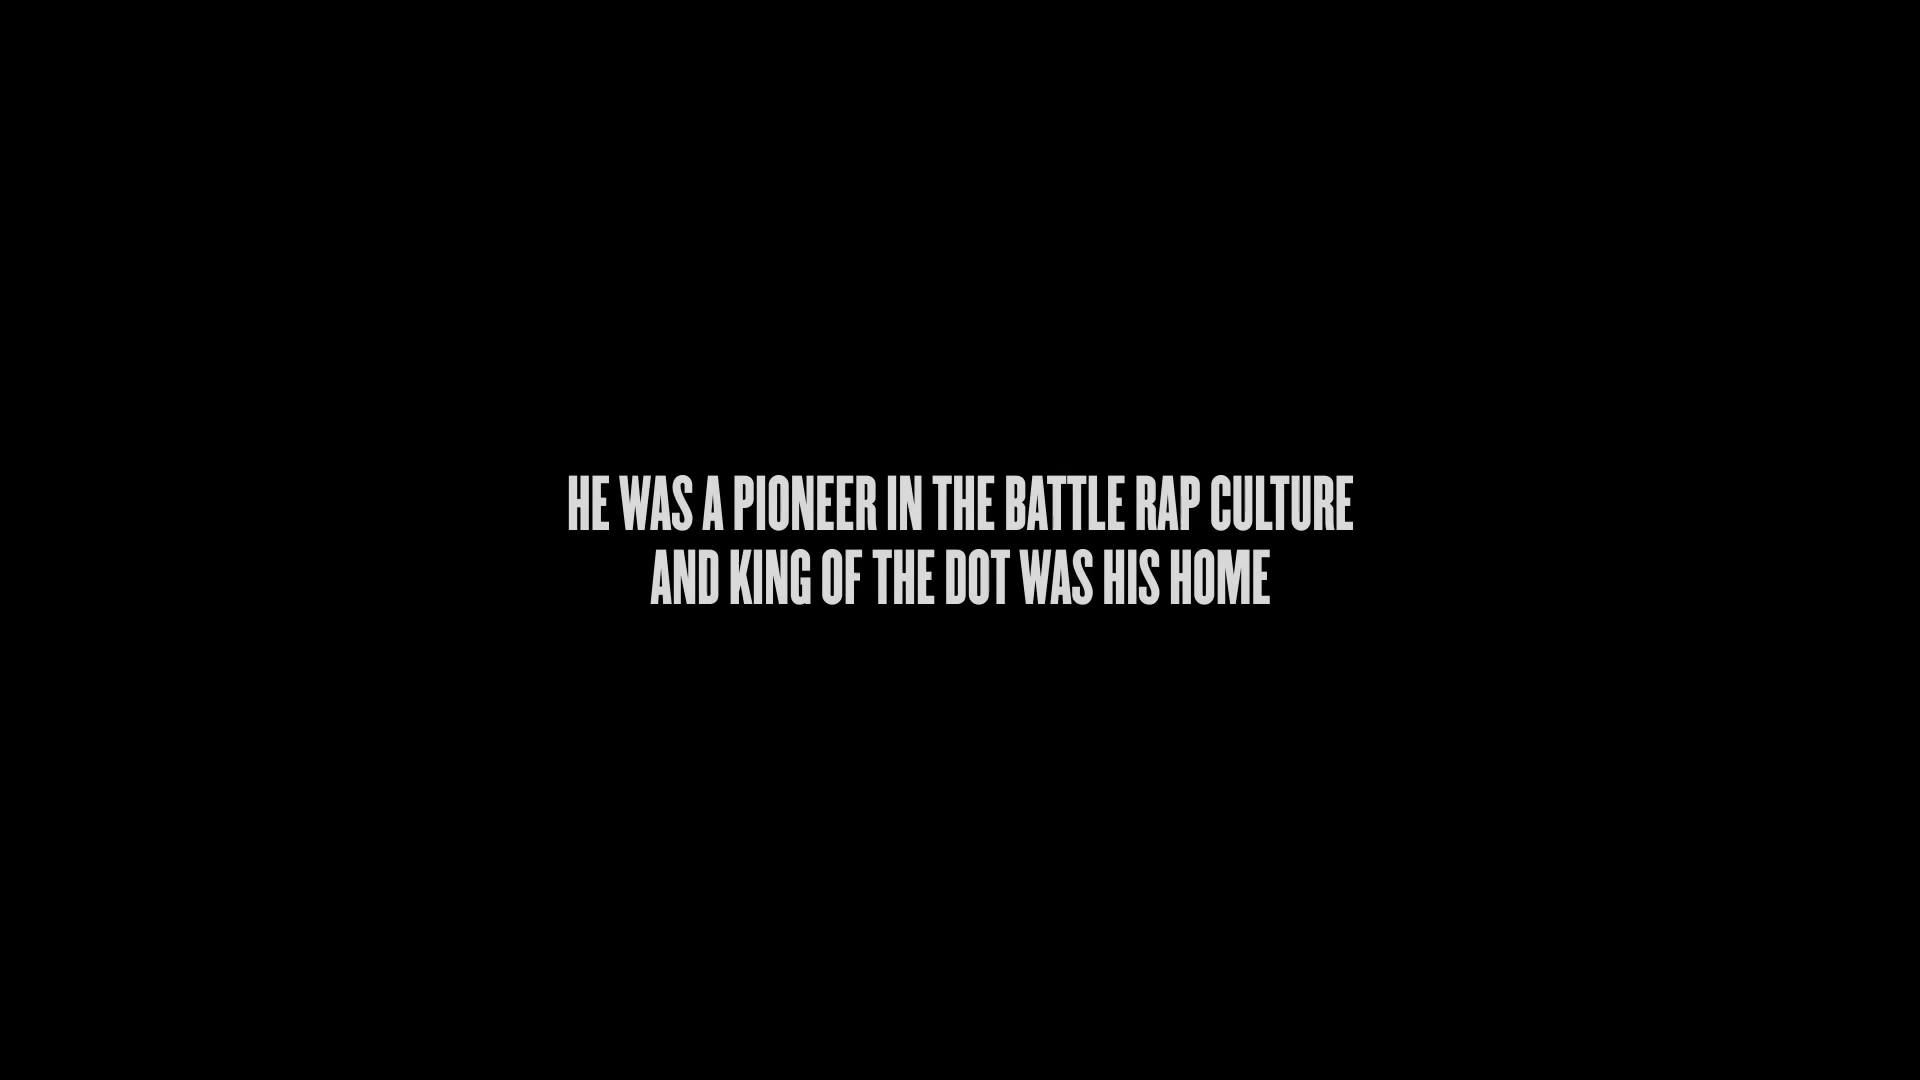 HE WAS A PIONEER IN THE BATTLE RAP CULTURE
AND KING OF THE DOT WAS HIS HOME